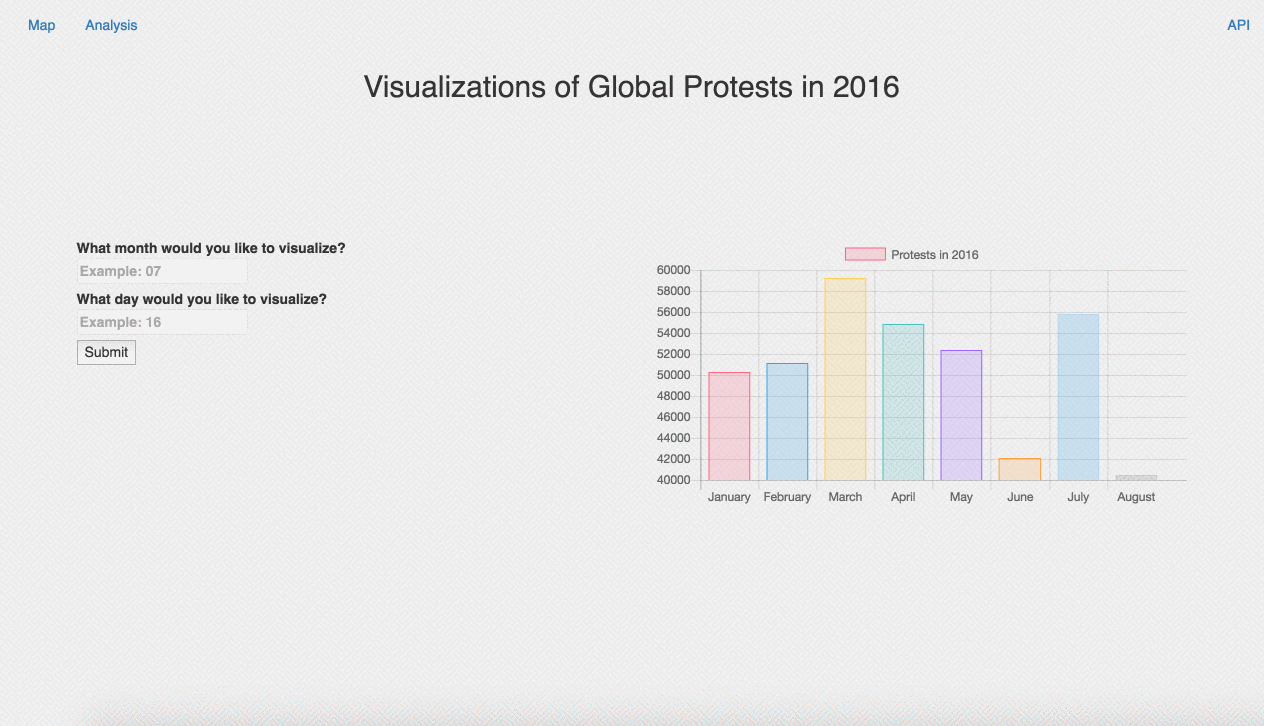 Map Analysis API
Visualizations of Global Protests in 2016
What month would you like to visualize?
Example: 07
What day would you like to visualize?
Example: 16
Submit
Protests in 2016
60000
58000
56000
54000
52000
50000
48000
46000
44000
42000
40000
January February March April May June July August